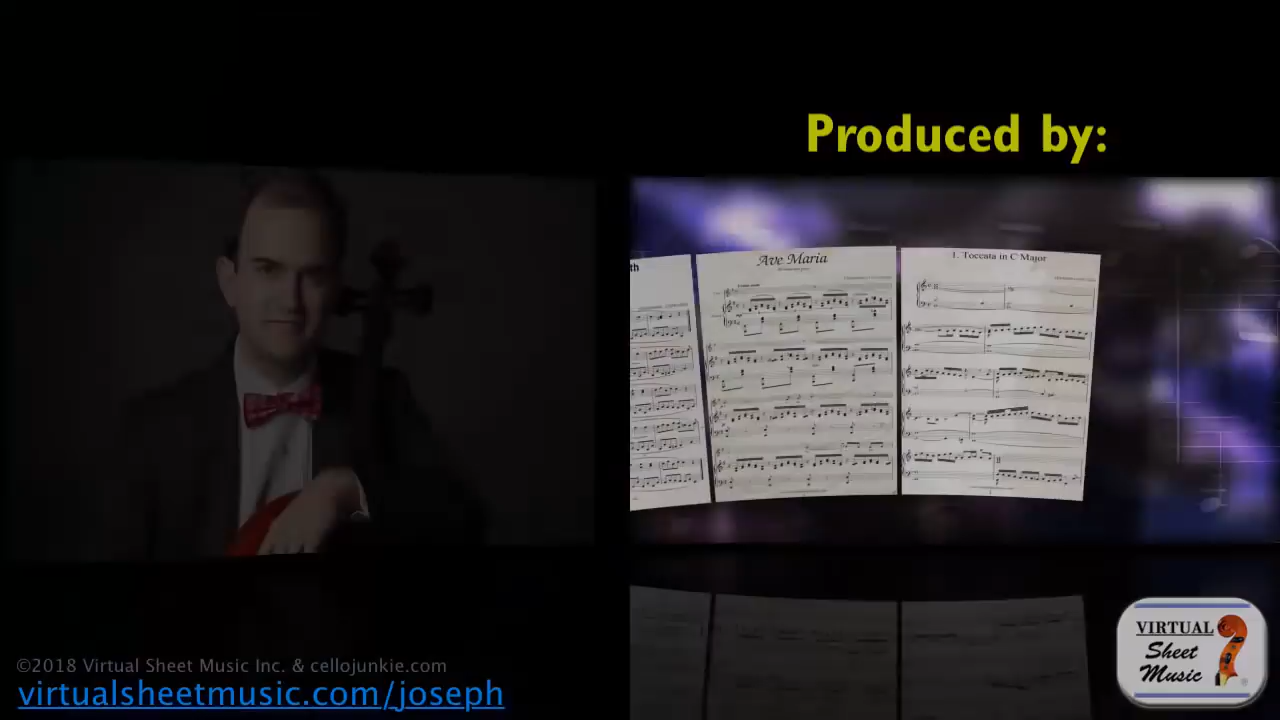 Produced by:
th
Ave Maria
1. Toccata in C Major
©2018 Virtual Sheet Music Inc. & cellojunkie.com
virtualsheetmusic.com/joseph
VIRTUAL
Sheet
Music
®